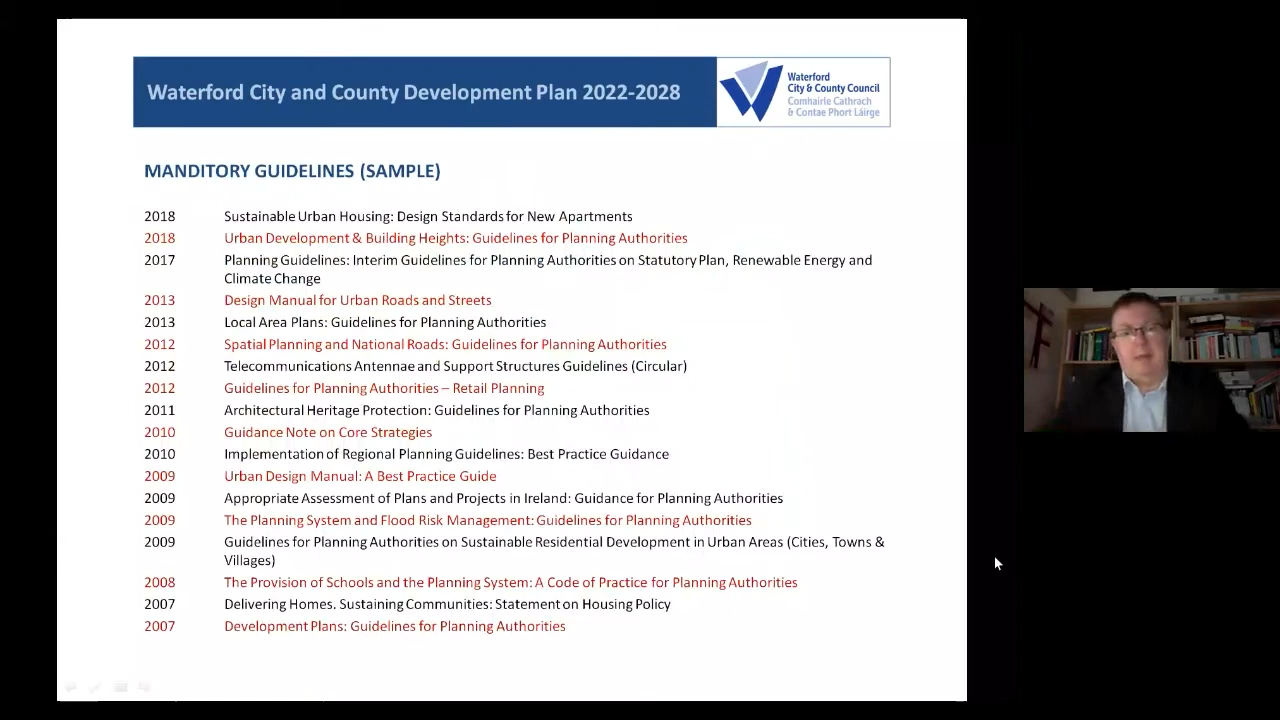 Waterford City and County Development Plan 2022-2028
Waterford
City & County Council
Comhairle Cathrach
& Contae Phort Láirge
MANDITORY GUIDELINES (SAMPLE)
2018 Sustainable Urban Housing: Design Standards for New Apartments
2018 Urban Development & Building Heights: Guidelines for Planning Authorities
2017 Planning Guidelines: Interim Guidelines for Planning Authorities on Statutory Plan, Renewable Energy and
Climate Change
2013 Design Manual for Urban Roads and Streets
2013 Local Area Plans: Guidelines for Planning Authorities
2012 Spatial Planning and National Roads: Guidelines for Planning Authorities
2012 Telecommunications Antennae and Support Structures Guidelines (Circular)
2012 Guidelines for Planning Authorities – Retail Planning
2011 Architectural Heritage Protection: Guidelines for Planning Authorities
2010 Guidance Note on Core Strategies
2010 Implementation of Regional Planning Guidelines: Best Practice Guidance
2009 Urban Design Manual: A Best Practice Guide
2009 Appropriate Assessment of Plans and Projects in Ireland: Guidance for Planning Authorities
2009 The Planning System and Flood Risk Management: Guidelines for Planning Authorities
2009 Guidelines for Planning Authorities on Sustainable Residential Development in Urban Areas (Cities, Towns &
Villages)
2008 The Provision of Schools and the Planning System: A Code of Practice for Planning Authorities
2007 Delivering Homes. Sustaining Communities: Statement on Housing Policy
2007 Development Plans: Guidelines for Planning Authorities